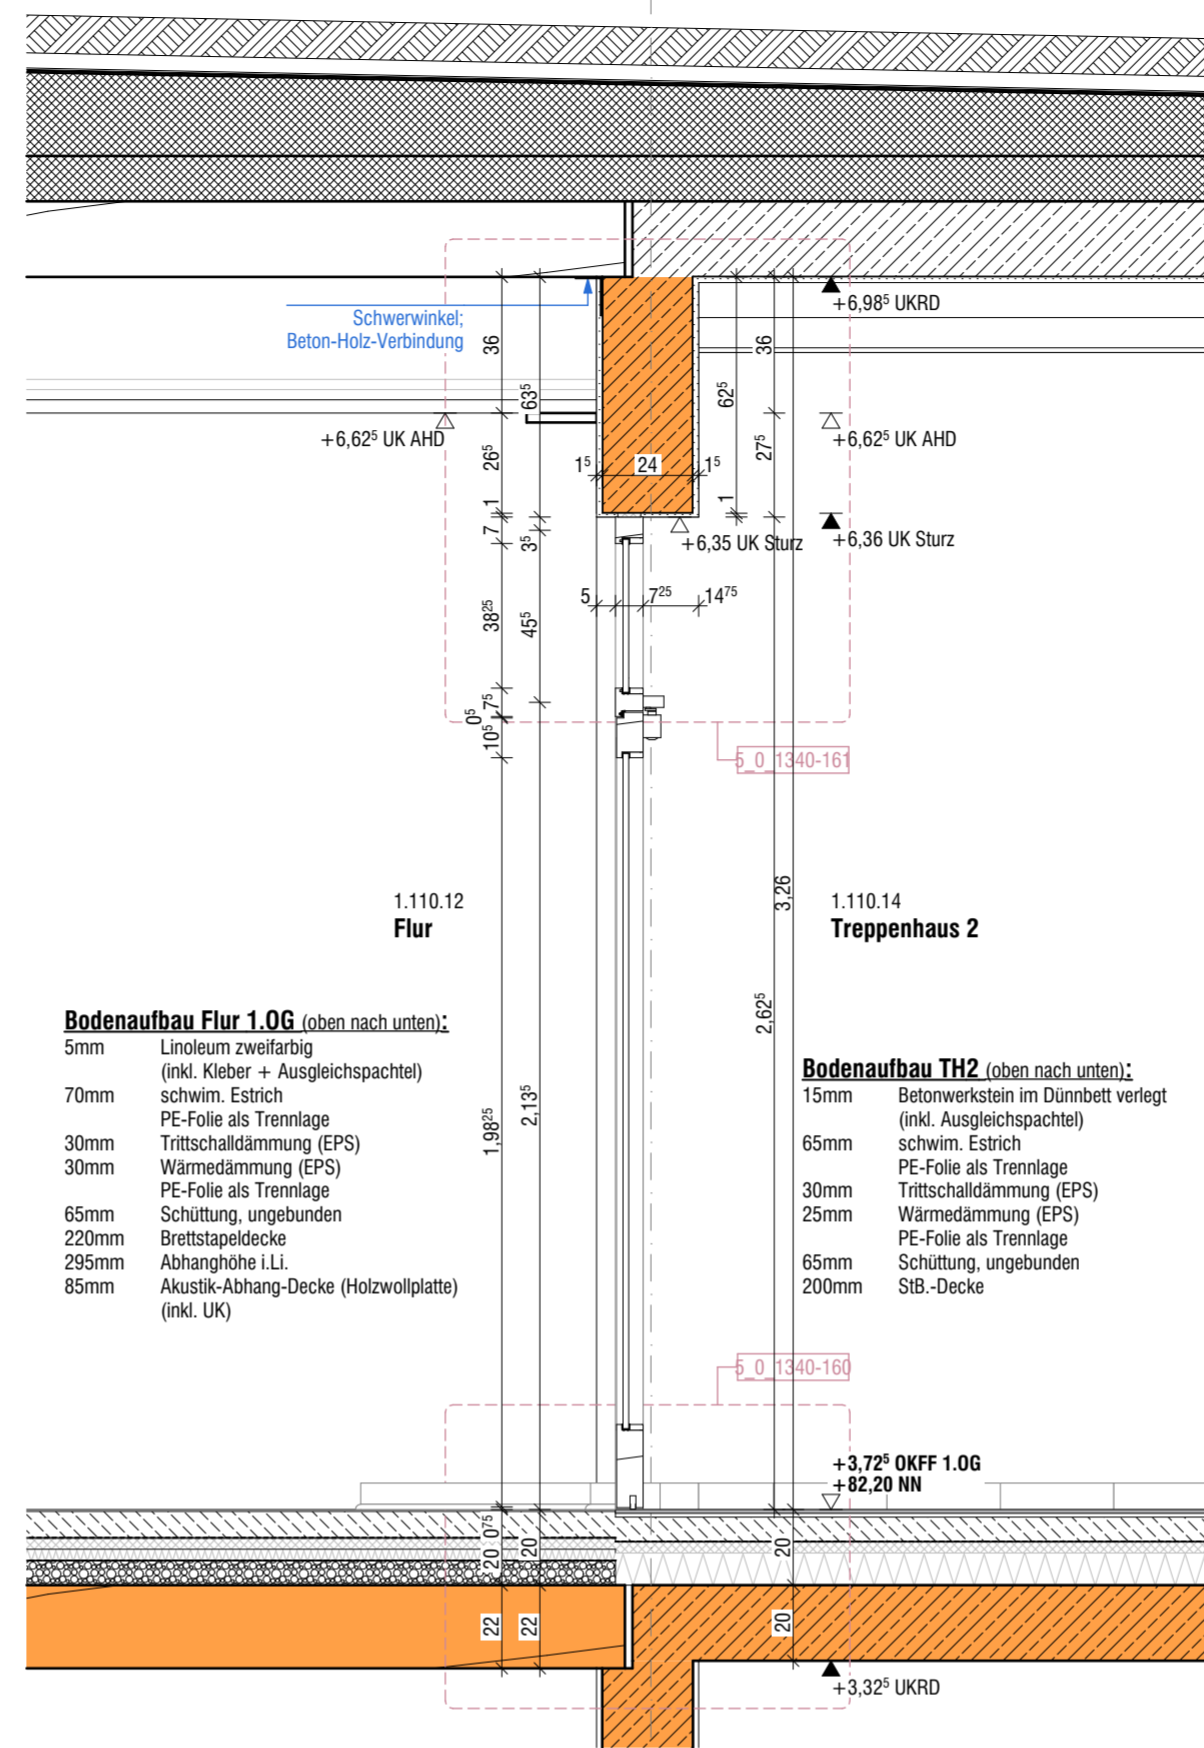 Schwerwinkel;
Beton-Holz-Verbindung
+6,98⁵ UKRD
36
63⁵
62⁵
36
+6,62⁵ UK AHD
+6,62⁵ UK AHD
26⁵
1⁵ 24 1⁵
27⁵
1
1
7
3⁵
+6,35 UK Sturz
+6,36 UK Sturz
5 7²⁵ 14⁷⁵
38²⁵
45⁵
7⁵
0⁵
10⁵
5_0_1340-161
3,26
1.110.12
Flur
1.110.14
Treppenhaus 2
2,62⁵
1,98²⁵
2,13⁵
Bodenaufbau Flur 1.OG (oben nach unten):
5mm Linoleum zweifarbig
(inkl. Kleber + Ausgleichspachtel)
70mm schwim. Estrich
PE-Folie als Trennlage
30mm Trittschalldämmung (EPS)
30mm Wärmedämmung (EPS)
PE-Folie als Trennlage
65mm Schüttung, ungebunden
220mm Brettstapeldecke
295mm Abhanghöhe i.Li.
85mm Akustik-Abhang-Decke (Holzwollplatte)
(inkl. UK)
Bodenaufbau TH2 (oben nach unten):
15mm Betonwerkstein im Dünnbett verlegt
(inkl. Ausgleichspachtel)
65mm schwim. Estrich
PE-Folie als Trennlage
30mm Trittschalldämmung (EPS)
25mm Wärmedämmung (EPS)
PE-Folie als Trennlage
65mm Schüttung, ungebunden
200mm StB.-Decke
5_0_1340-160
+3,72⁵ OKFF 1.OG
+82,20 NN
0⁷⁵
20
20
20
22
22
20
+3,32⁵ UKRD